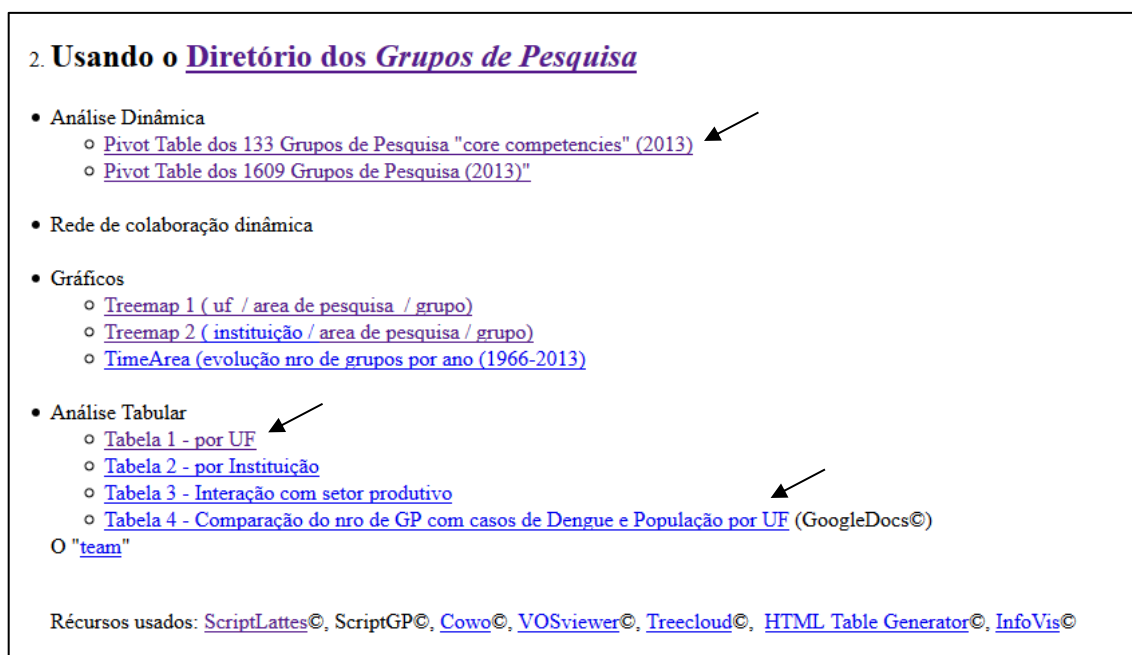 2. Usando o Diretório dos Grupos de Pesquisa
• Análise Dinâmica
○ Pivot Table dos 133 Grupos de Pesquisa "core competencies" (2013)
○ Pivot Table dos 1609 Grupos de Pesquisa (2013)"
• Rede de colaboração dinâmica
• Gráficos
○ Treemap 1 ( uf / area de pesquisa / grupo)
○ Treemap 2 ( instituição / area de pesquisa / grupo)
○ TimeArea (evolução nro de grupos por ano (1966-2013)
• Análise Tabular
○ Tabela 1 - por UF
○ Tabela 2 - por Instituição
○ Tabela 3 - Interação com setor produtivo
○ Tabela 4 - Comparação do nro de GP com casos de Dengue e População por UF (GoogleDocs©)
O "team"
Récursos usados: ScriptLattes©, ScriptGP©, Cowo©, VOSviewer©, Treecloud©, HTML Table Generator©, InfoVis©